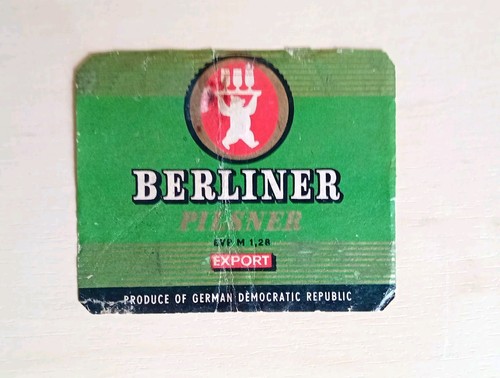 BERLINER
PILSNER
EVP M 1,28
EXPORT
PRODUCE OF GERMAN DEMOCRATIC REPUBLIC